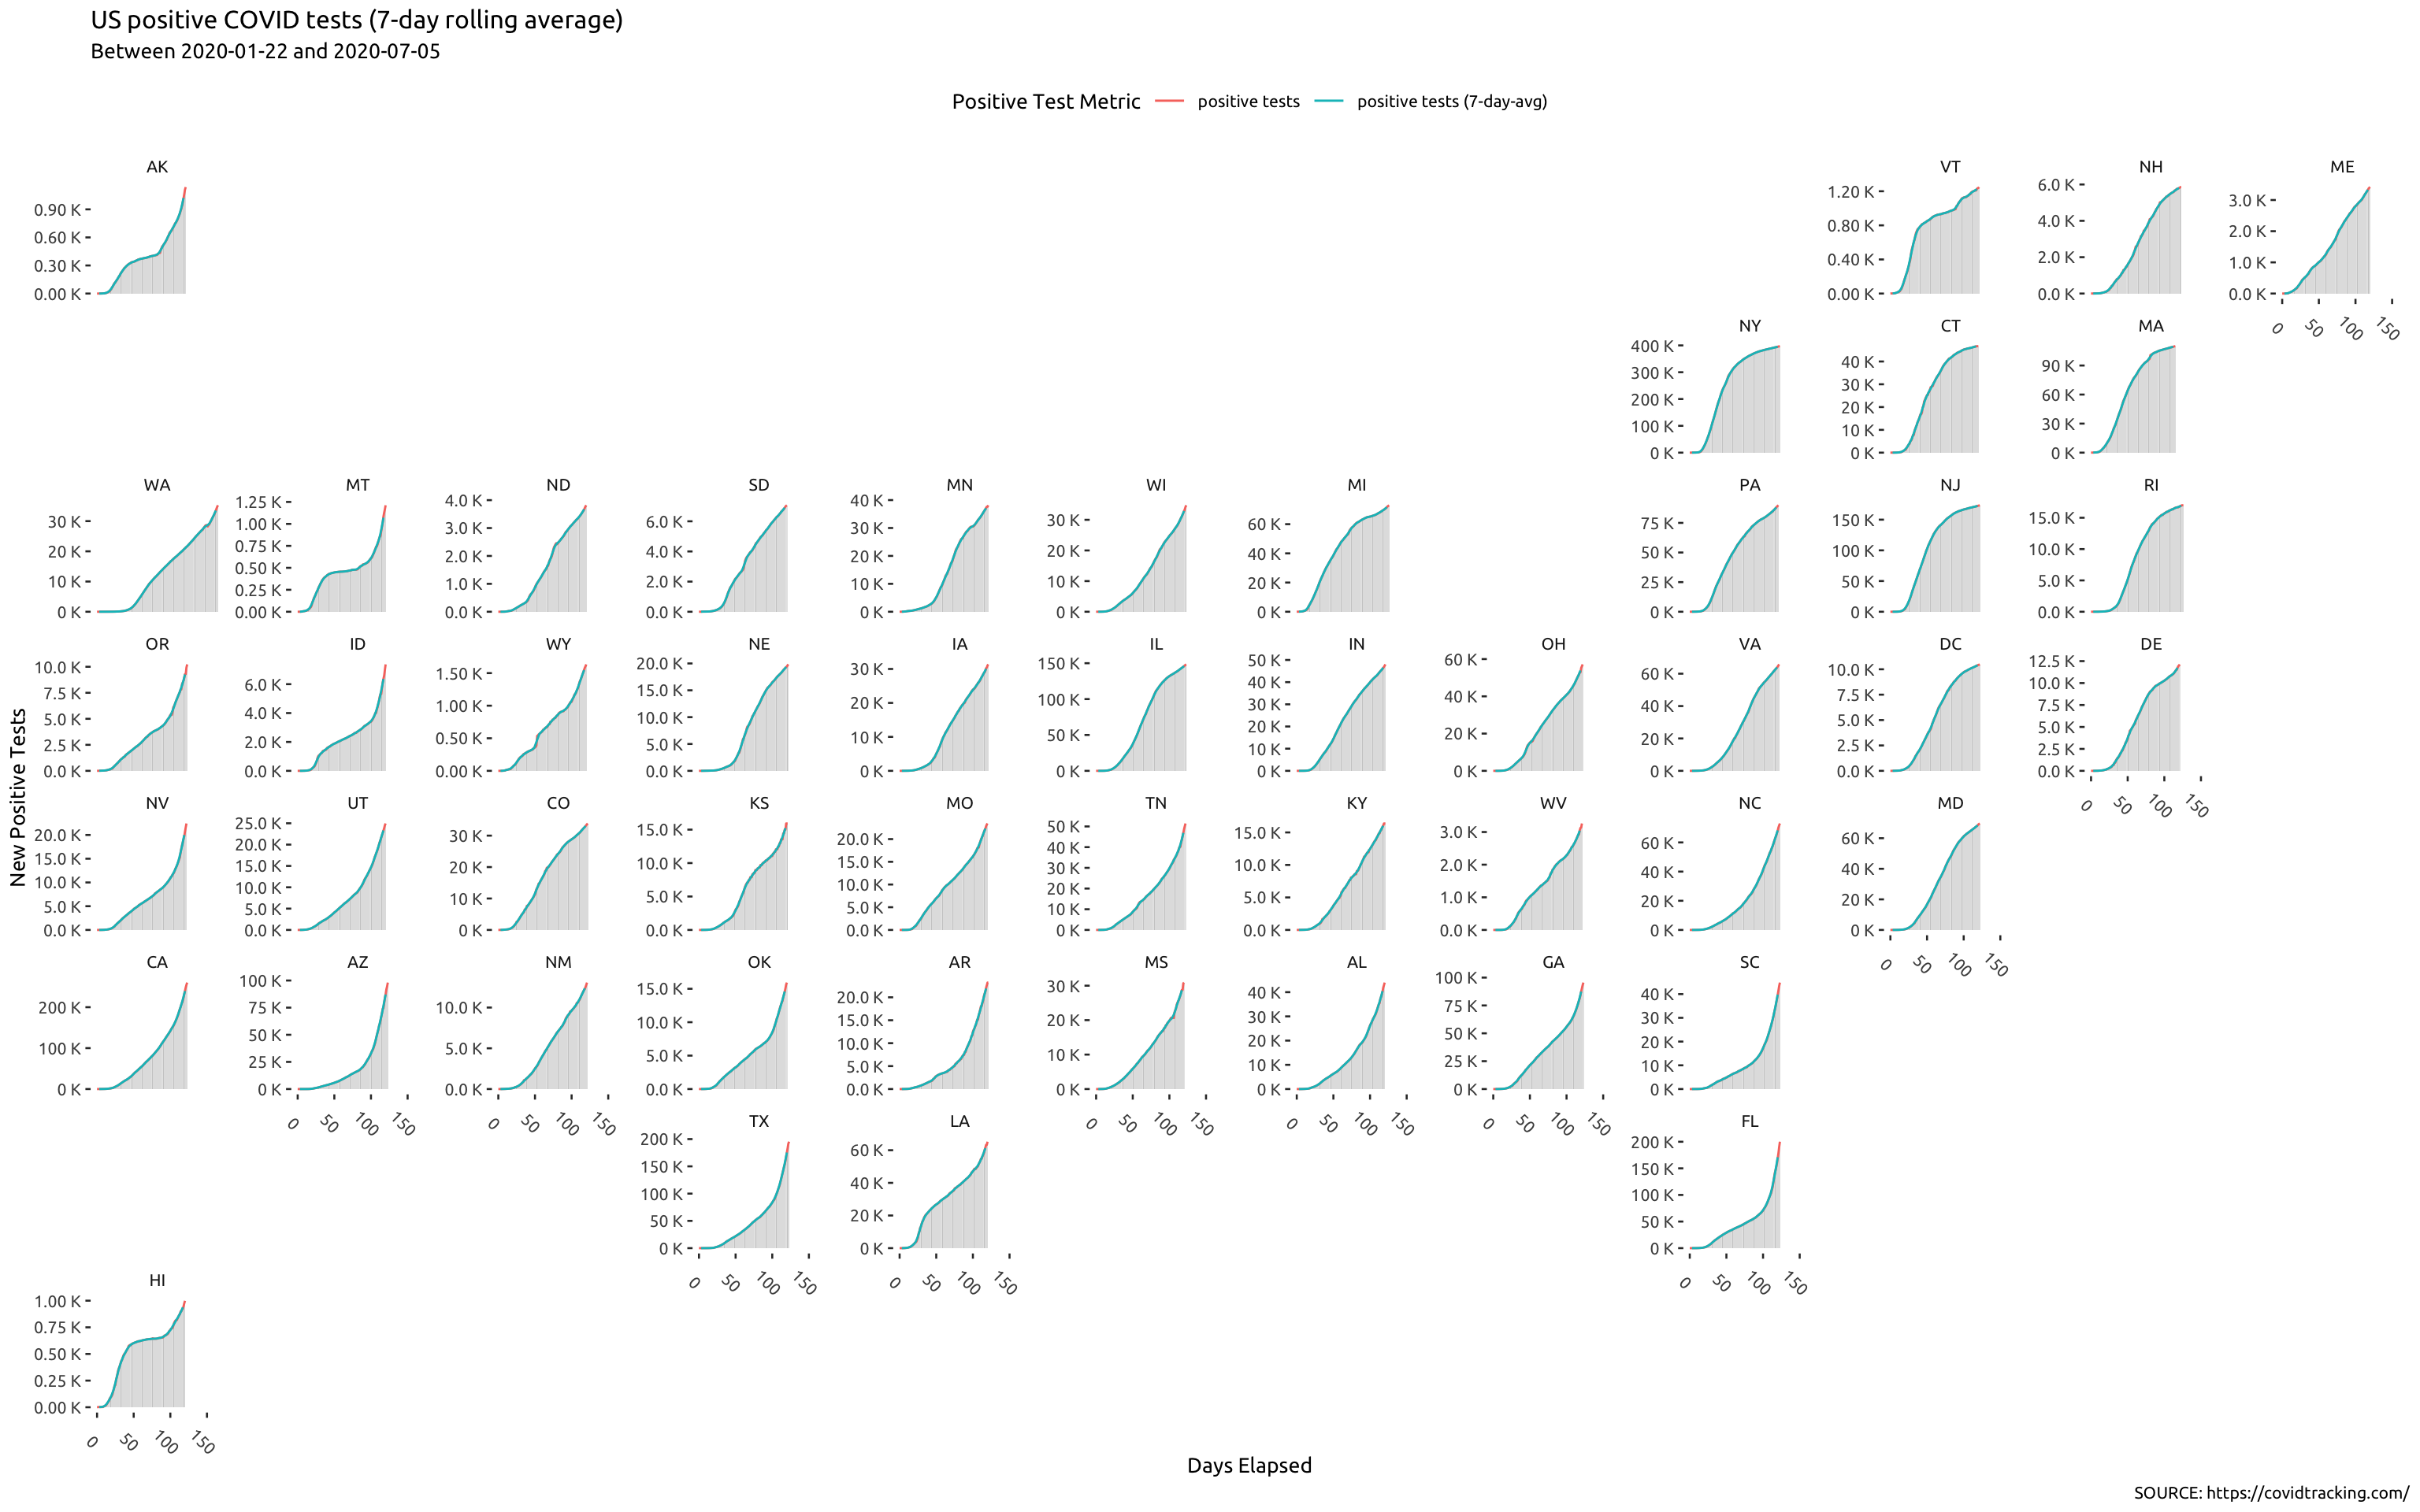 US positive COVID tests (7-day rolling average)
Between 2020-01-22 and 2020-07-05
Positive Test Metric positive tests positive tests (7-day-avg)
New Positive Tests
AK
0.90 K
0.60 K
0.30 K
0.00 K
VT
1.20 K
0.80 K
0.40 K
0.00 K
NH
6.0 K
4.0 K
2.0 K
0.0 K
ME
3.0 K
2.0 K
1.0 K
0.0 K
0 50 100 150
NY
400 K
300 K
200 K
100 K
0 K
CT
40 K
30 K
20 K
10 K
0 K
MA
90 K
60 K
30 K
0 K
WA
30 K
20 K
10 K
0 K
MT
1.25 K
1.00 K
0.75 K
0.50 K
0.25 K
0.00 K
ND
4.0 K
3.0 K
2.0 K
1.0 K
0.0 K
SD
6.0 K
4.0 K
2.0 K
0.0 K
MN
40 K
30 K
20 K
10 K
0 K
WI
30 K
20 K
10 K
0 K
MI
60 K
40 K
20 K
0 K
PA
75 K
50 K
25 K
0 K
NJ
150 K
100 K
50 K
0 K
RI
15.0 K
10.0 K
5.0 K
0.0 K
OR
10.0 K
7.5 K
5.0 K
2.5 K
0.0 K
ID
6.0 K
4.0 K
2.0 K
0.0 K
WY
1.50 K
1.00 K
0.50 K
0.00 K
NE
20.0 K
15.0 K
10.0 K
5.0 K
0.0 K
IA
30 K
20 K
10 K
0 K
IL
150 K
100 K
50 K
0 K
IN
50 K
40 K
30 K
20 K
10 K
0 K
OH
60 K
40 K
20 K
0 K
VA
60 K
40 K
20 K
0 K
DC
10.0 K
7.5 K
5.0 K
2.5 K
0.0 K
DE
12.5 K
10.0 K
7.5 K
5.0 K
2.5 K
0.0 K
0 50 100 150
NV
20.0 K
15.0 K
10.0 K
5.0 K
0.0 K
UT
25.0 K
20.0 K
15.0 K
10.0 K
5.0 K
0.0 K
CO
30 K
20 K
10 K
0 K
KS
15.0 K
10.0 K
5.0 K
0.0 K
MO
20.0 K
15.0 K
10.0 K
5.0 K
0.0 K
TN
50 K
40 K
30 K
20 K
10 K
0 K
KY
15.0 K
10.0 K
5.0 K
0.0 K
WV
3.0 K
2.0 K
1.0 K
0.0 K
NC
60 K
40 K
20 K
0 K
MD
60 K
40 K
20 K
0 K
0 50 100 150
CA
200 K
100 K
0 K
AZ
100 K
75 K
50 K
25 K
0 K
0 50 100 150
NM
10.0 K
5.0 K
0.0 K
0 50 100 150
OK
15.0 K
10.0 K
5.0 K
0.0 K
AR
20.0 K
15.0 K
10.0 K
5.0 K
0.0 K
MS
30 K
20 K
10 K
0 K
0 50 100 150
AL
40 K
30 K
20 K
10 K
0 K
0 50 100 150
GA
100 K
75 K
50 K
25 K
0 K
0 50 100 150
SC
40 K
30 K
20 K
10 K
0 K
TX
200 K
150 K
100 K
50 K
0 K
0 50 100 150
LA
60 K
40 K
20 K
0 K
0 50 100 150
FL
200 K
150 K
100 K
50 K
0 K
0 50 100 150
HI
1.00 K
0.75 K
0.50 K
0.25 K
0.00 K
0 50 100 150
Days Elapsed
SOURCE: https://covidtracking.com/